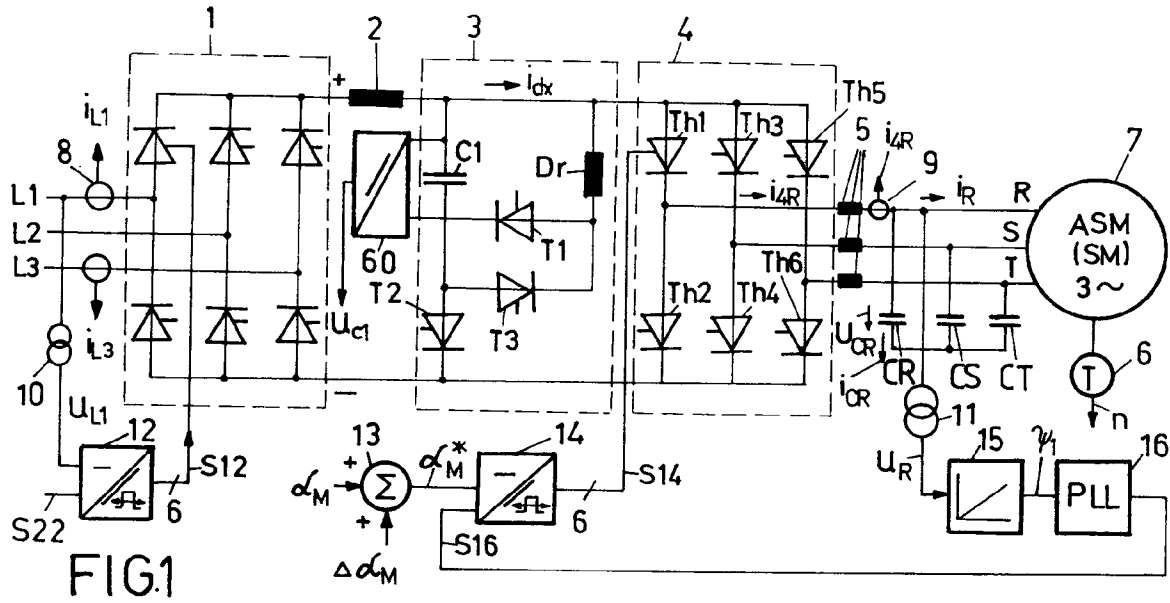 1
2
3
4
+
i_dx
Th5
i_L1
Th1
Th3
5
i_4R
7
8
C1
Dr
9
L1
i_4R
i_R
R
ASM
(SM)
3~
L2
S
L3
60
T1
T
T2
Th6
T3
Th2
Th4
u_c1
u_CR
i_L3
i_CR
CR
CS
CT
T
6
10
−
11
n
u_L1
12
13
α_M*
14
15
ψ_1
16
−
S12
α_M
+
Σ
−
S14
u_R
PLL
6
6
S22
+
S16
Δα_M
FIG.1